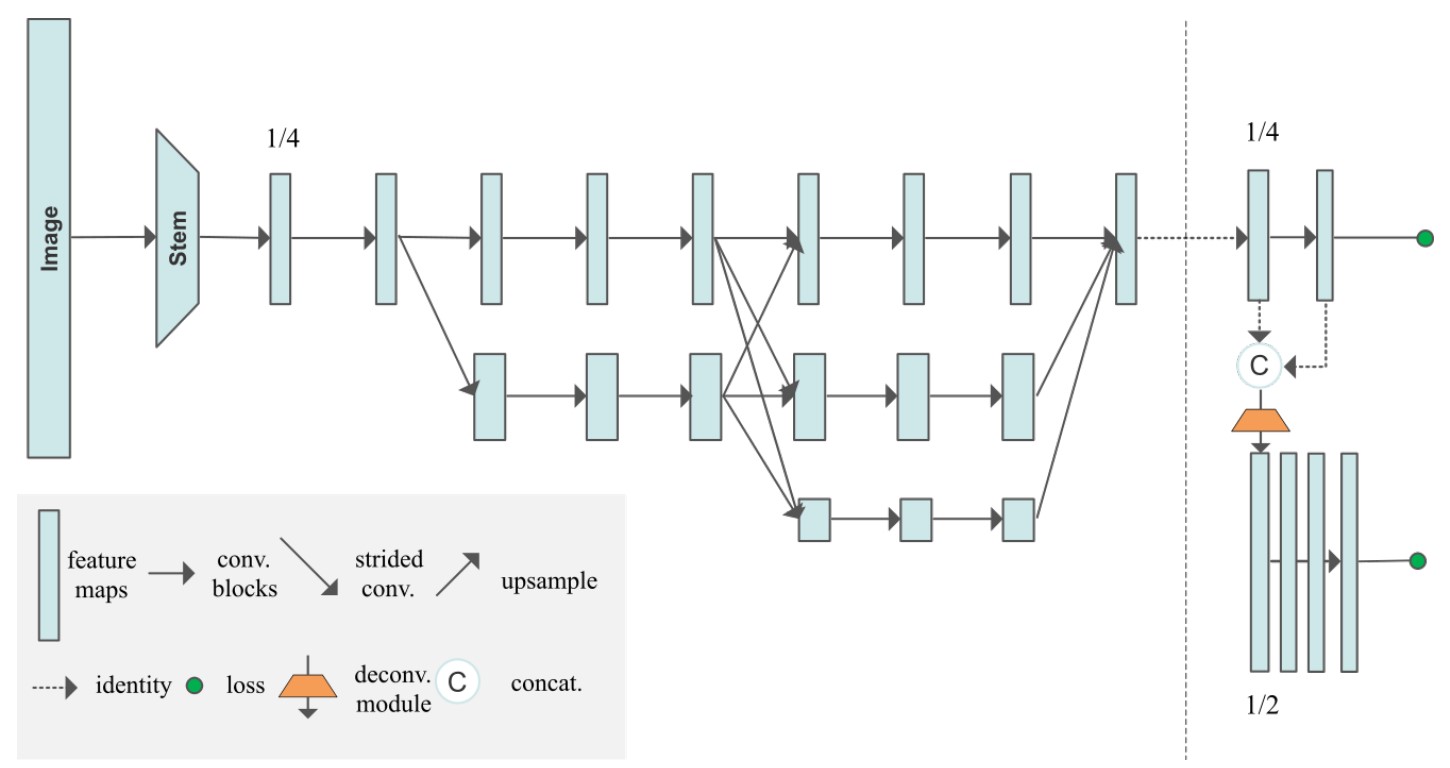 Image
Stem
1/4
1/4
C
1/2
feature
maps
conv.
blocks
strided
conv.
upsample
identity
loss
deconv.
module
C
concat.